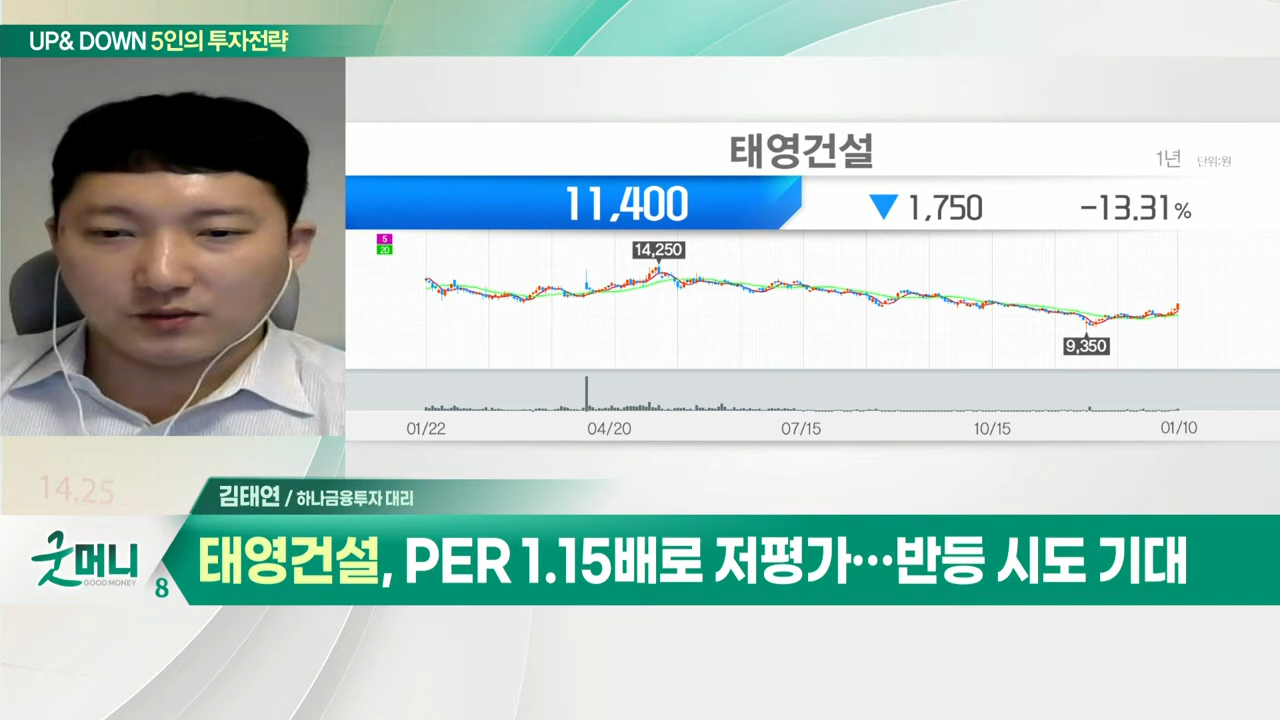 UP& DOWN 5인의 투자전략
태영건설
1년 단위:원
11,400 ▼ 1,750 -13.31%
5
20
14,250
9,350
01/22 04/20 07/15 10/15 01/10
14.25
김태연 / 하나금융투자 대리
굿머니
GOOD MONEY
8
태영건설, PER 1.15배로 저평가…반등 시도 기대